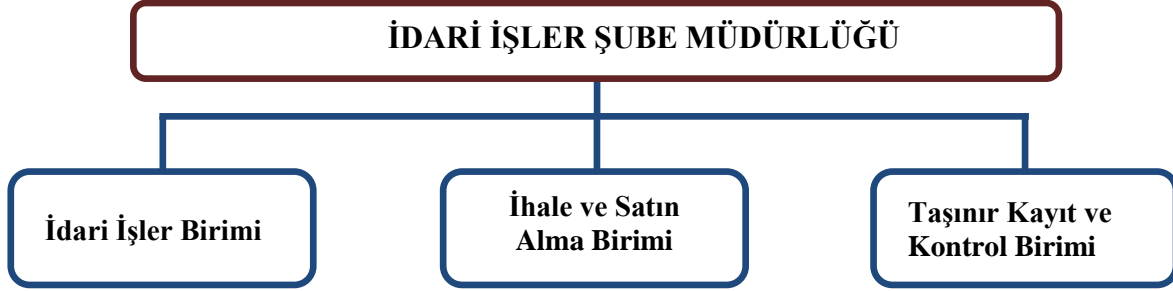 İDARİ İŞLER ŞUBE MÜDÜRLÜĞÜ
İdari İşler Birimi
İhale ve Satın
Alma Birimi
Taşınır Kayıt ve
Kontrol Birimi